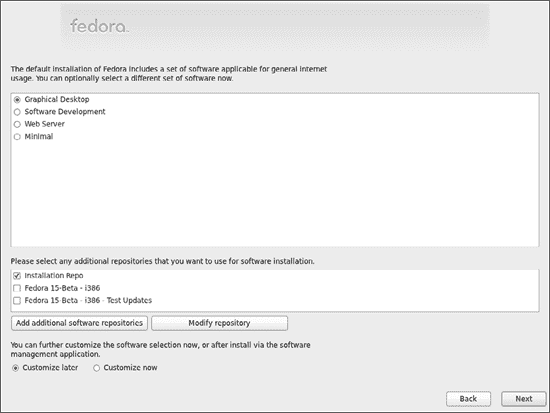 fedora.
The default installation of Fedora includes a set of software applicable for general internet
usage. You can optionally select a different set of software now.
Graphical Desktop
Software Development
Web Server
Minimal
Please select any additional repositories that you want to use for software installation.
Installation Repo
Fedora 15-Beta - i386
Fedora 15-Beta - i386 - Test Updates
Add additional software repositories
Modify repository
You can further customize the software selection now, or after install via the software
management application.
Customize later
Customize now
Back
Next